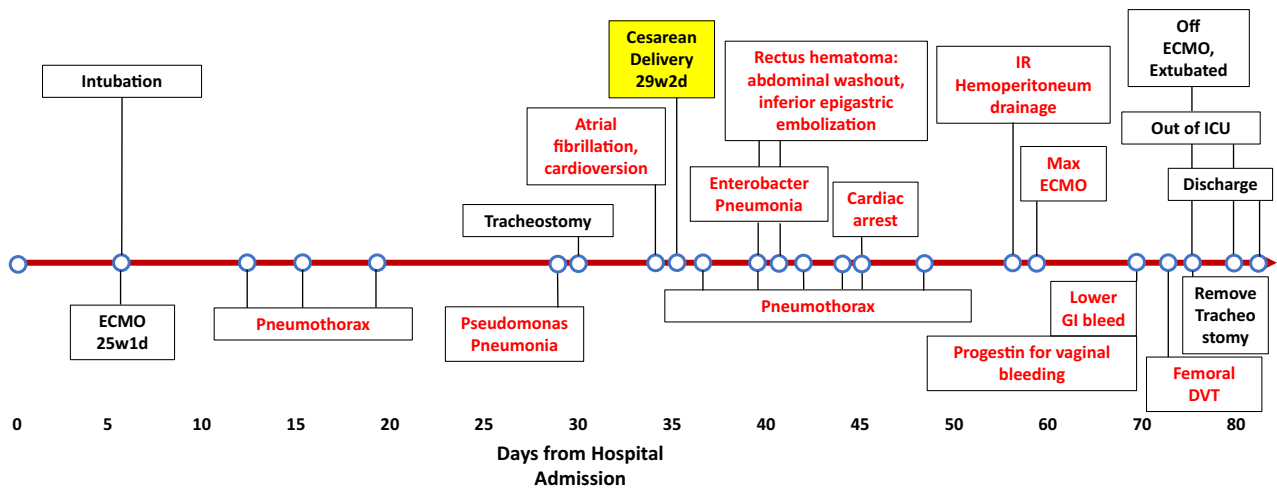 Intubation
Cesarean
Delivery
29w2d
Atrial
fibrillation,
cardioversion
Tracheostomy
Rectus hematoma:
abdominal washout,
inferior epigastric
embolization
Enterobacter
Pneumonia
Cardiac
arrest
IR
Hemoperitoneum
drainage
Max
ECMO
Off
ECMO,
Extubated
Out of ICU
Discharge
ECMO
25w1d
Pneumothorax
Pseudomonas
Pneumonia
Pneumothorax
Lower
GI bleed
Progestin for vaginal
bleeding
Remove
Tracheo
stomy
Femoral
DVT
0 5 10 15 20 25 30 35 40 45 50 60 70 80
Days from Hospital
Admission